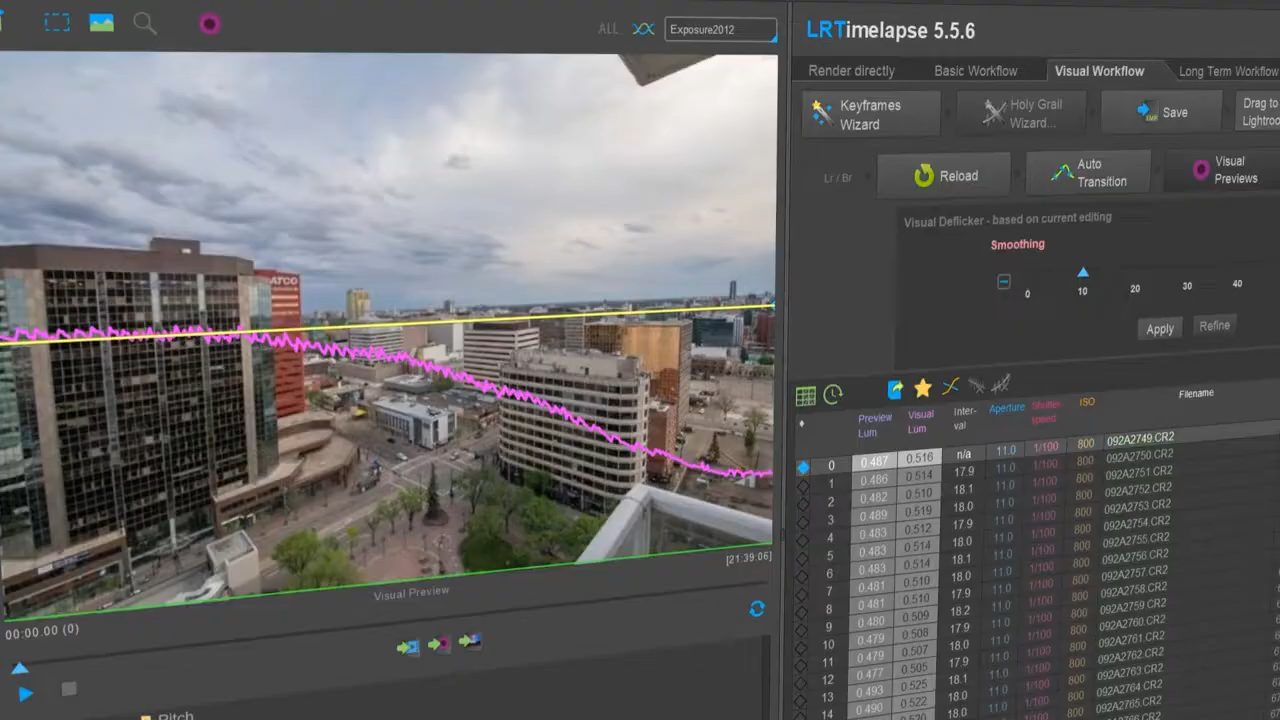 ALL Exposure2012
LRTimelapse 5.5.6
Render directly Basic Workflow Visual Workflow Long Term Workflow
Keyframes Wizard
Holy Grail Wizard...
Save
Drag to
Lightroo
Lr / Br
Reload
Auto Transition
Visual Previews
Visual Deflicker - based on current editing
Smoothing
0 10 20 30 40
Apply Refine
ATCO
Preview Lum Visual Lum Inter-val Aperture Shutter speed ISO Filename
0 0.487 0.516 n/a 11.0 1/100 800 092A2749.CR2
1 0.486 0.514 17.9 11.0 1/100 800 092A2750.CR2
2 0.482 0.510 18.1 11.0 1/100 800 092A2751.CR2
3 0.489 0.519 18.0 11.0 1/100 800 092A2752.CR2
4 0.483 0.512 17.9 11.0 1/100 800 092A2753.CR2
5 0.483 0.514 18.0 11.0 1/100 800 092A2754.CR2
6 0.483 0.514 18.1 11.0 1/100 800 092A2755.CR2
7 0.481 0.510 18.0 11.0 1/100 800 092A2756.CR2
8 0.481 0.510 17.9 11.0 1/100 800 092A2757.CR2
9 0.480 0.509 18.2 11.0 1/100 800 092A2758.CR2
10 0.479 0.508 17.9 11.0 1/100 800 092A2759.CR2
11 0.479 0.507 18.0 11.0 1/100 800 092A2760.CR2
12 0.477 0.505 17.9 11.0 1/100 800 092A2761.CR2
13 0.493 0.525 18.1 11.0 1/100 800 092A2762.CR2
14 0.490 0.522 18.0 11.0 1/100 800 092A2763.CR2
092A2764.CR2
092A2765.CR2
[21:39:06]
Visual Preview
00:00.00 (0)
Pitch